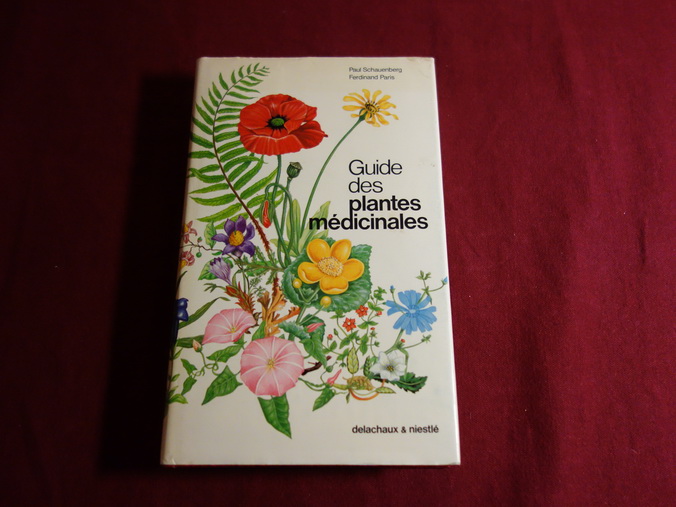 Paul Schauenberg
Ferdinand Paris
Guide
des
plantes
médicinales
delachaux & niestlé